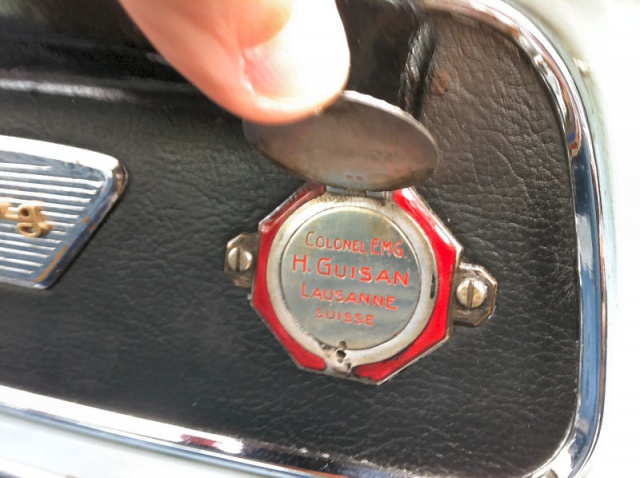 COLONEL E.M.G.
H. GUISAN
LAUSANNE
SUISSE